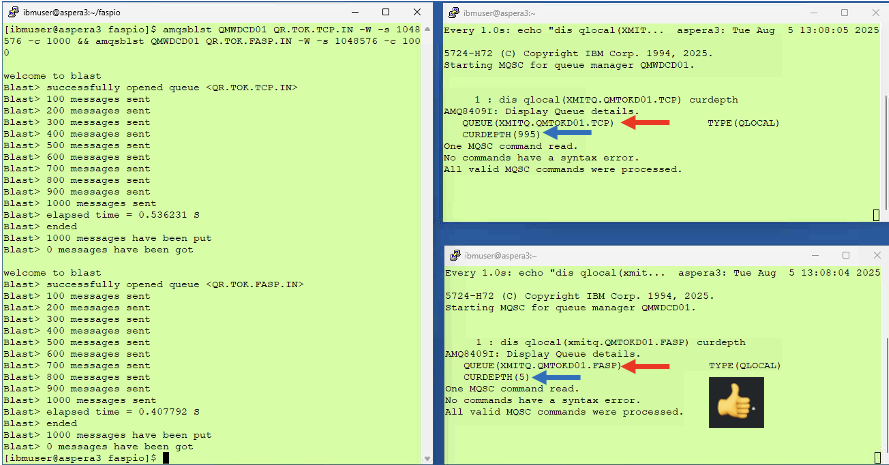 ibmuser@aspera3:~/faspio
[ibmuser@aspera3 faspio]$ amqsblst QMWDCD01 QR.TOK.TCP.IN -W -s 1048
576 -c 1000 && amqsblst QMWDCD01 QR.TOK.FASP.IN -W -s 1048576 -c 100
0
welcome to blast
Blast> successfully opened queue <QR.TOK.TCP.IN>
Blast> 100 messages sent
Blast> 200 messages sent
Blast> 300 messages sent
Blast> 400 messages sent
Blast> 500 messages sent
Blast> 600 messages sent
Blast> 700 messages sent
Blast> 800 messages sent
Blast> 900 messages sent
Blast> 1000 messages sent
Blast> elapsed time = 0.536231 S
Blast> ended
Blast> 1000 messages have been put
Blast> 0 messages have been got
welcome to blast
Blast> successfully opened queue <QR.TOK.FASP.IN>
Blast> 100 messages sent
Blast> 200 messages sent
Blast> 300 messages sent
Blast> 400 messages sent
Blast> 500 messages sent
Blast> 600 messages sent
Blast> 700 messages sent
Blast> 800 messages sent
Blast> 900 messages sent
Blast> 1000 messages sent
Blast> elapsed time = 0.407792 S
Blast> ended
Blast> 1000 messages have been put
Blast> 0 messages have been got
[ibmuser@aspera3 faspio]$
ibmuser@aspera3:~
Every 1.0s: echo "dis qlocal(XMIT... aspera3: Tue Aug 5 13:08:05 2025
5724-H72 (C) Copyright IBM Corp. 1994, 2025.
Starting MQSC for queue manager QMWDCD01.
1 : dis qlocal(XMITQ.QMTOKD01.TCP) curdepth
AMQ8409I: Display Queue details.
QUEUE(XMITQ.QMTOKD01.TCP) TYPE(QLOCAL)
CURDEPTH(995)
One MQSC command read.
No commands have a syntax error.
All valid MQSC commands were processed.
ibmuser@aspera3:~
Every 1.0s: echo "dis qlocal(xmit... aspera3: Tue Aug 5 13:08:04 2025
5724-H72 (C) Copyright IBM Corp. 1994, 2025.
Starting MQSC for queue manager QMWDCD01.
1 : dis qlocal(xmitq.QMTOKD01.FASP) curdepth
AMQ8409I: Display Queue details.
QUEUE(XMITQ.QMTOKD01.FASP) TYPE(QLOCAL)
CURDEPTH(5)
One MQSC command read.
No commands have a syntax error.
All valid MQSC commands were processed.